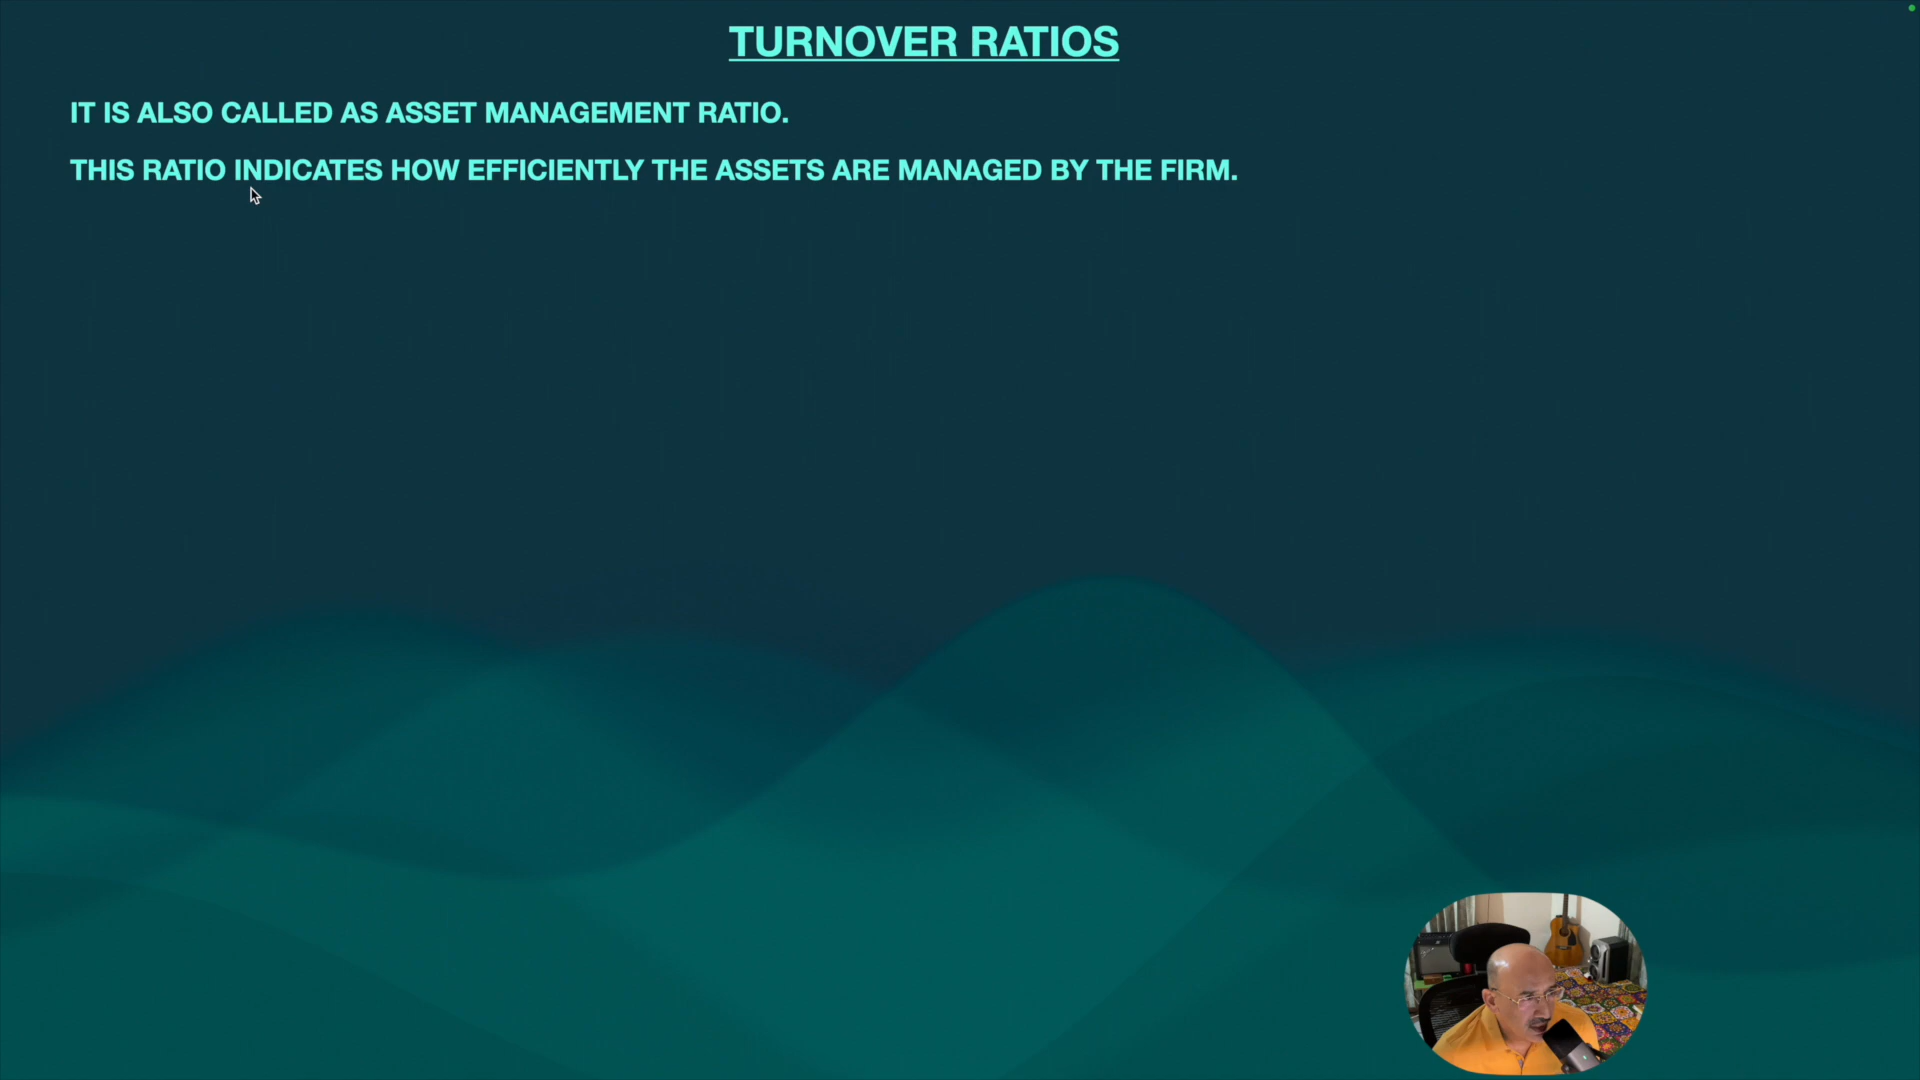 TURNOVER RATIOS
IT IS ALSO CALLED AS ASSET MANAGEMENT RATIO.
THIS RATIO INDICATES HOW EFFICIENTLY THE ASSETS ARE MANAGED BY THE FIRM.